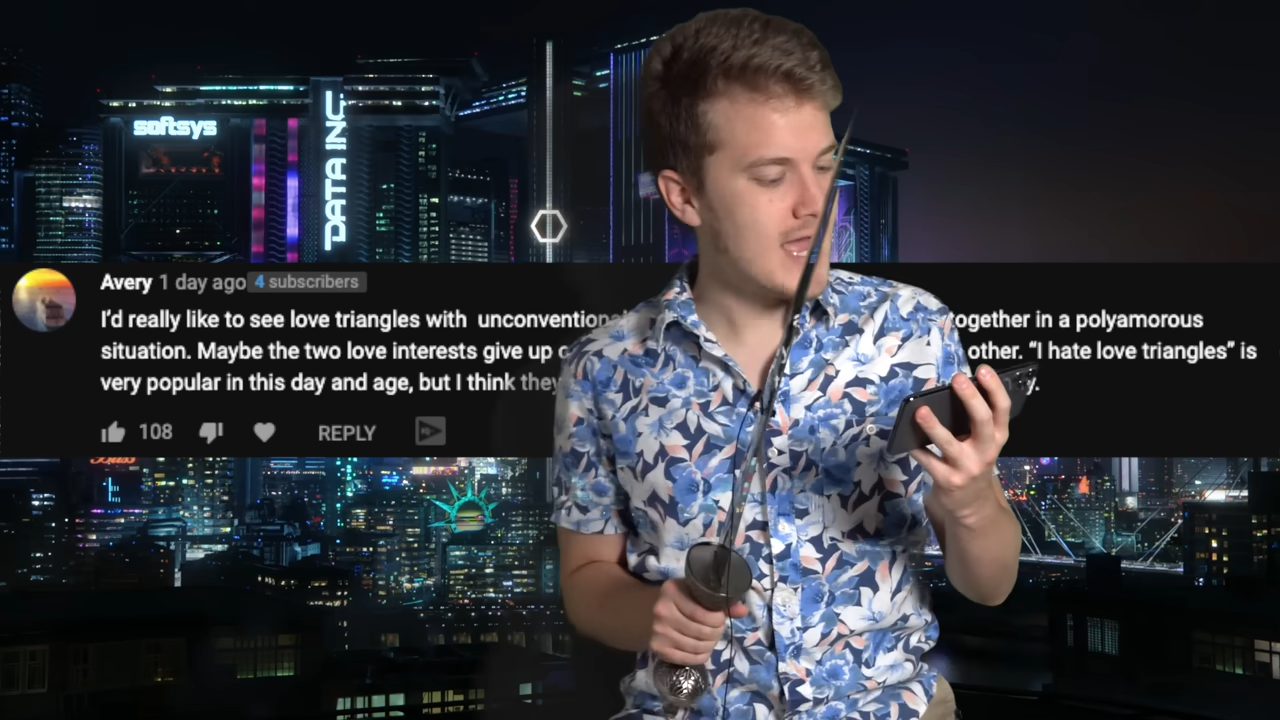 softsys
DATA INC.
Avery 1 day ago 4 subscribers
I'd really like to see love triangles with unconventional together in a polyamorous
situation. Maybe the two love interests give up other. “I hate love triangles” is
very popular in this day and age, but I think they
108
REPLY